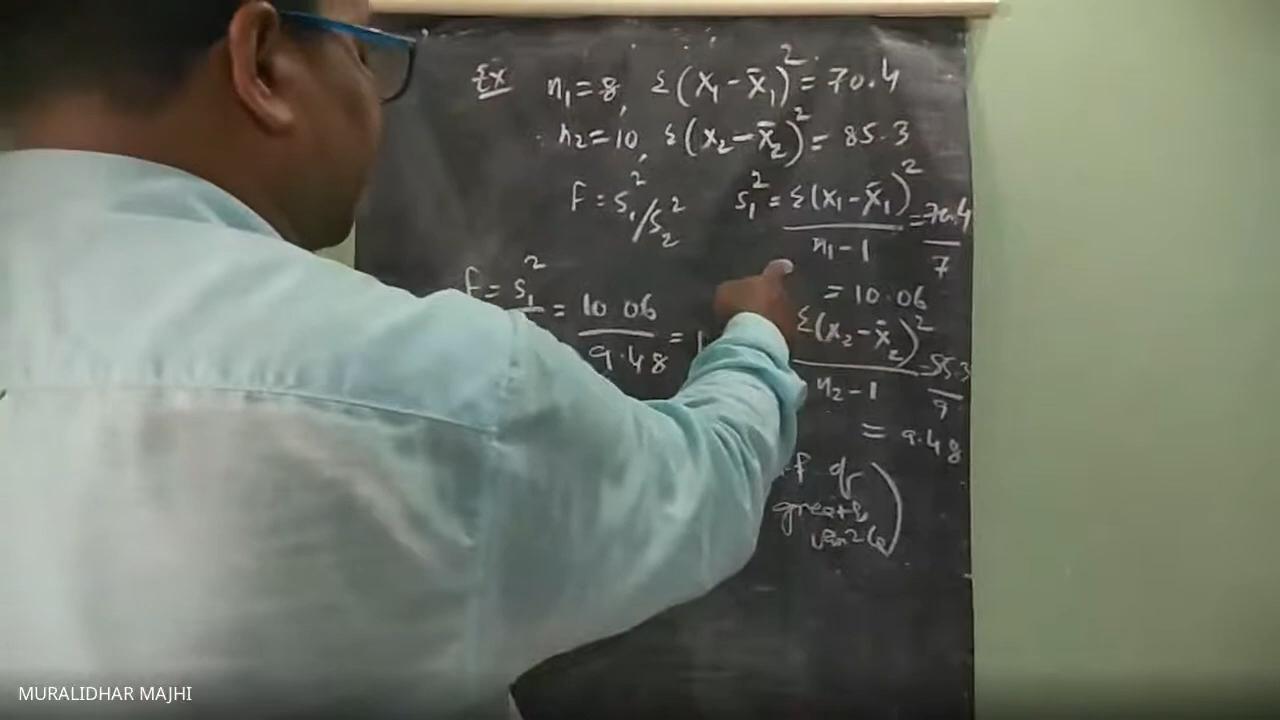 Ex n₁=8, Σ(x₁-x̄₁)²=70.4
n₂=10, Σ(x₂-x̄₂)²= 85.3
F = S₁²/S₂²
S₁² = Σ(x₁-x̄₁)²/n₁-1 = 70.4/7
= 10.06
F = S₁²
= 10.06/9.48 =
Σ(x₂-x̄₂)²/n₂-1 = 85.3/9
= 9.48
MURALIDHAR MAJHI